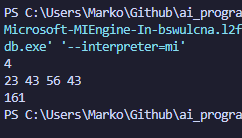 PS C:\Users\Marko\Github\ai_progra
Microsoft-MIEngine-In-bswulcna.l2f
db.exe' '--interpreter=mi'
4
23 43 56 43
161
PS C:\Users\Marko\Github\ai_progra